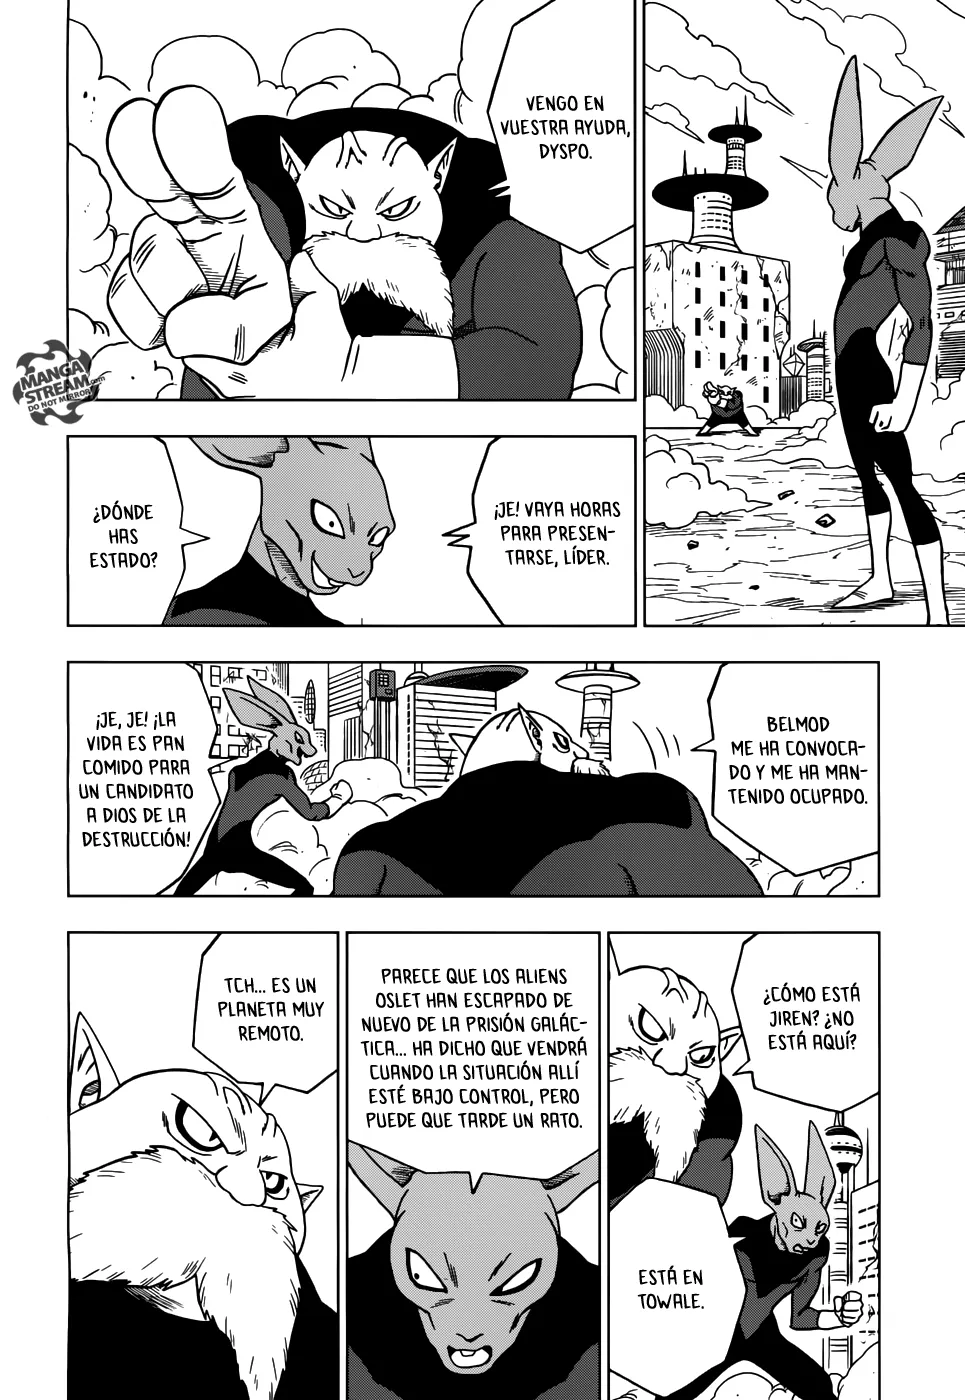 VENGO EN
VUESTRA AYUDA,
DYSPO.
MANGA
STREAM.com
DO NOT MIRROR
¡JE! VAYA HORAS
PARA PRESEN-
TARSE, LÍDER.
¿DÓNDE
HAS
ESTADO?
BELMOD
ME HA CONVOCA-
DO Y ME HA MAN-
TENIDO OCUPADO.
¡JE, JE! ¡LA
VIDA ES PAN
COMIDO PARA
UN CANDIDATO
A DIOS DE LA
DESTRUCCIÓN!
¿CÓMO ESTÁ
JIREN? ¿NO
ESTÁ AQUÍ?
ESTÁ EN
TOWALE.
PARECE QUE LOS ALIENS
OSLET HAN ESCAPADO DE
NUEVO DE LA PRISIÓN GALÁC-
TICA... HA DICHO QUE VENDRÁ
CUANDO LA SITUACIÓN ALLÍ
ESTÉ BAJO CONTROL, PERO
PUEDE QUE TARDE UN RATO.
TCH... ES UN
PLANETA MUY
REMOTO.